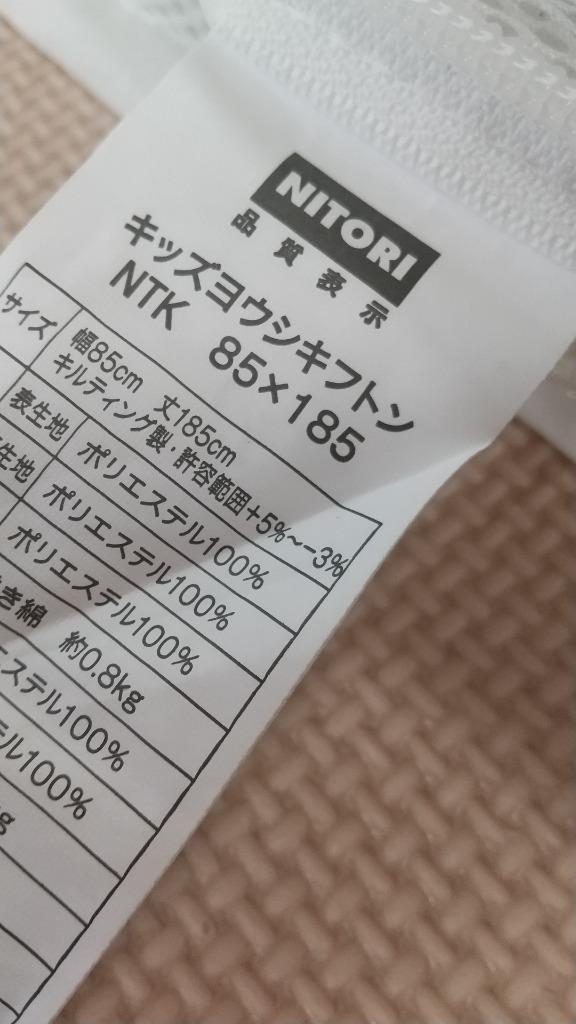 NITORI
品質表示
キッズヨウシキフトン
NTK 85×185
サイズ
幅85cm 丈185cm
キルティング製・許容範囲+5%~-3%
表生地 ポリエステル100%
生地 ポリエステル100%
ポリエステル100%
き綿 約0.8kg
ステル100%
ル100%